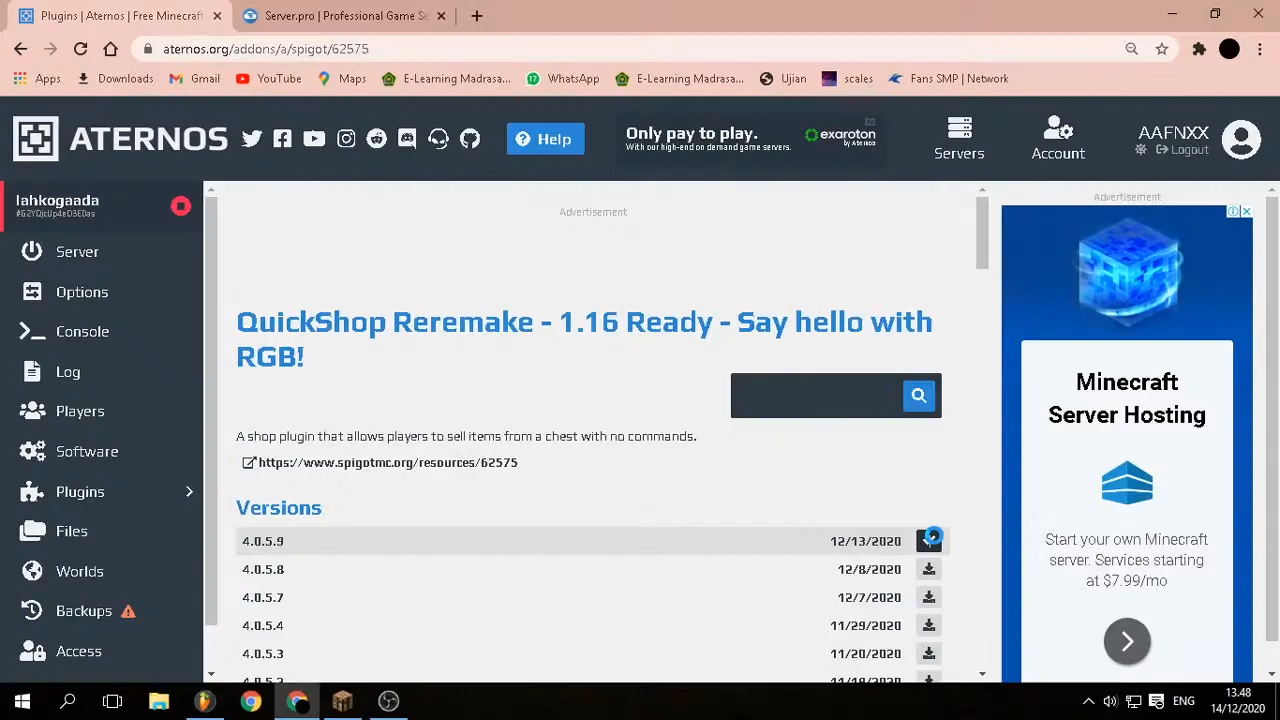 Plugins | Aternos | Free Minecraft
Server.pro | Professional Game Se
aternos.org/addons/a/spigot/62575
Apps
Downloads
Gmail
YouTube
Maps
E-Learning Madrasa...
WhatsApp
E-Learning Madrasa...
Ujian
scales
Fans SMP | Network
ATERNOS
Help
Only pay to play.
With our high-end on demand game servers.
exaroton
by Aternos
Servers
Account
AAFNXX
Logout
lahkogaada
Advertisement
Advertisement
Server
Options
Console
Log
Players
Software
Plugins
Files
Worlds
Backups
Access
QuickShop Reremake - 1.16 Ready - Say hello with
RGB!
A shop plugin that allows players to sell items from a chest with no commands.
https://www.spigotmc.org/resources/62575
Versions
4.0.5.9 12/13/2020
4.0.5.8 12/8/2020
4.0.5.7 12/7/2020
4.0.5.4 11/29/2020
4.0.5.3 11/20/2020
Minecraft
Server Hosting
Start your own Minecraft
server. Services starting
at $7.99/mo
ENG
13.48
14/12/2020